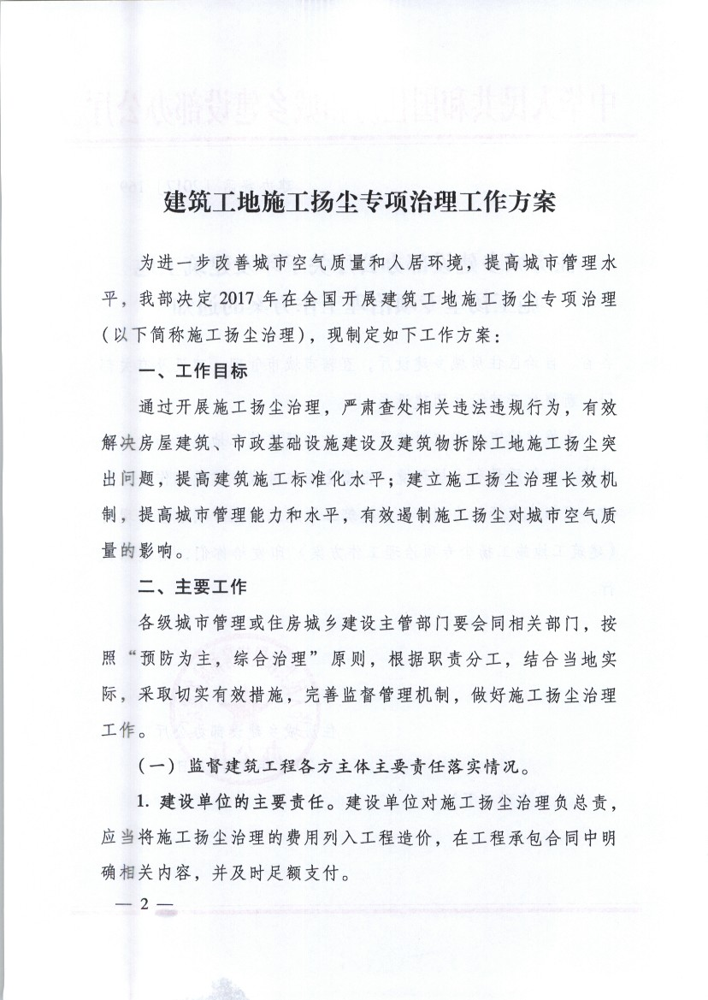 建筑工地施工扬尘专项治理工作方案
为进一步改善城市空气质量和人居环境，提高城市管理水
平，我部决定 2017 年在全国开展建筑工地施工扬尘专项治理
（以下简称施工扬尘治理），现制定如下工作方案：
一、工作目标
通过开展施工扬尘治理，严肃查处相关违法违规行为，有效
解决房屋建筑、市政基础设施建设及建筑物拆除工地施工扬尘突
出问题，提高建筑施工标准化水平；建立施工扬尘治理长效机
制，提高城市管理能力和水平，有效遏制施工扬尘对城市空气质
量的影响。
二、主要工作
各级城市管理或住房城乡建设主管部门要会同相关部门，按
照“预防为主，综合治理”原则，根据职责分工，结合当地实
际，采取切实有效措施，完善监督管理机制，做好施工扬尘治理
工作。
（一）监督建筑工程各方主体主要责任落实情况。
1. 建设单位的主要责任。建设单位对施工扬尘治理负总责，
应当将施工扬尘治理的费用列入工程造价，在工程承包合同中明
确相关内容，并及时足额支付。
— 2 —